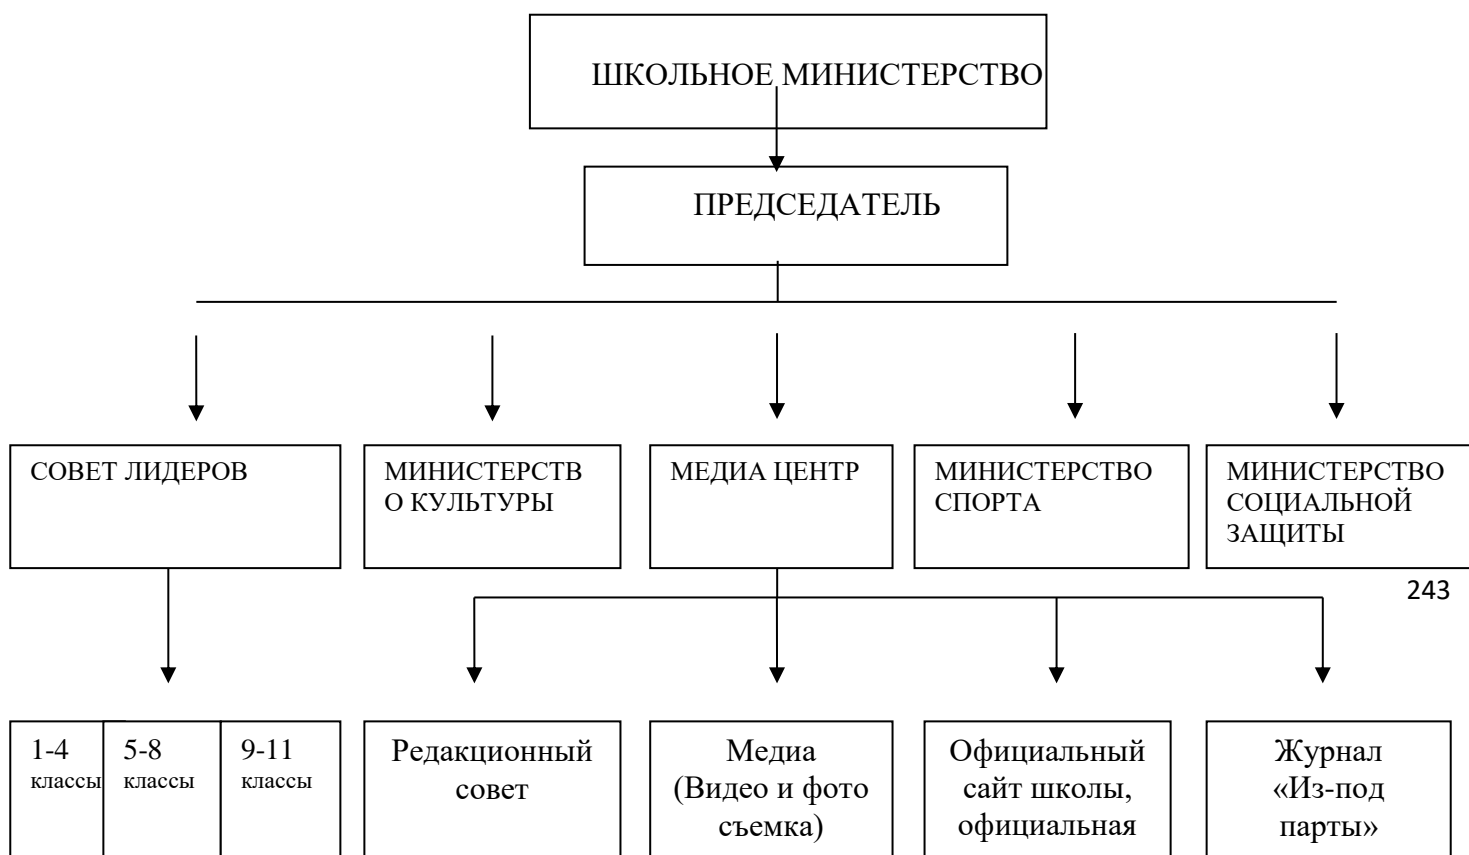 ШКОЛЬНОЕ МИНИСТЕРСТВО
ПРЕДСЕДАТЕЛЬ
СОВЕТ ЛИДЕРОВ
МИНИСТЕРСТВ
О КУЛЬТУРЫ
МЕДИА ЦЕНТР
МИНИСТЕРСТВО
СПОРТА
МИНИСТЕРСТВО
СОЦИАЛЬНОЙ
ЗАЩИТЫ
243
1-4
классы
5-8
классы
9-11
классы
Редакционный
совет
Медиа
(Видео и фото
съемка)
Официальный
сайт школы,
официальная
Журнал
«Из-под
парты»